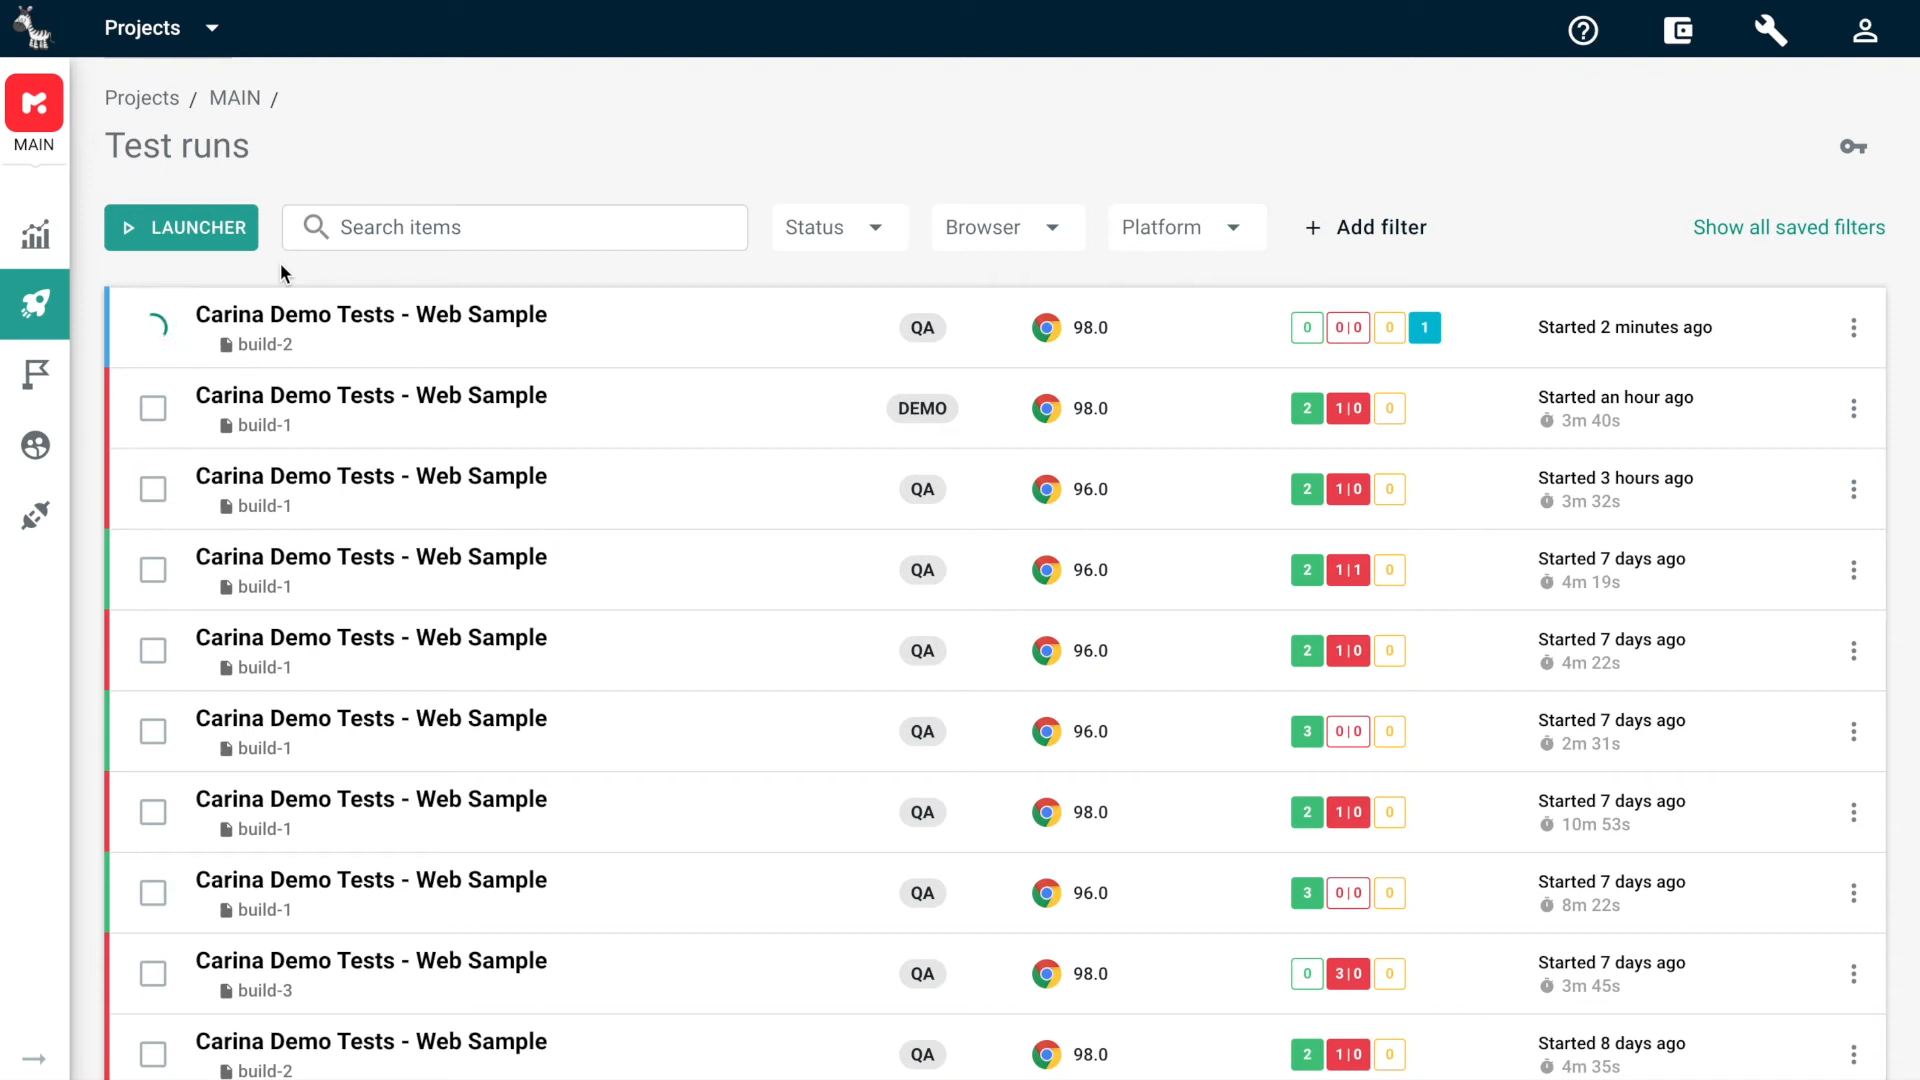 Projects
MAIN
Projects / MAIN /
Test runs
LAUNCHER
Search items
Status
Browser
Platform
+ Add filter
Show all saved filters
Carina Demo Tests - Web Sample
build-2
QA
98.0
0 0|0 0 1
Started 2 minutes ago
Carina Demo Tests - Web Sample
build-1
DEMO
98.0
2 1|0 0
Started an hour ago
3m 40s
Carina Demo Tests - Web Sample
build-1
QA
96.0
2 1|0 0
Started 3 hours ago
3m 32s
Carina Demo Tests - Web Sample
build-1
QA
96.0
2 1|1 0
Started 7 days ago
4m 19s
Carina Demo Tests - Web Sample
build-1
QA
96.0
2 1|0 0
Started 7 days ago
4m 22s
Carina Demo Tests - Web Sample
build-1
QA
96.0
3 0|0 0
Started 7 days ago
2m 31s
Carina Demo Tests - Web Sample
build-1
QA
98.0
2 1|0 0
Started 7 days ago
10m 53s
Carina Demo Tests - Web Sample
build-1
QA
96.0
3 0|0 0
Started 7 days ago
8m 22s
Carina Demo Tests - Web Sample
build-3
QA
98.0
0 3|0 0
Started 7 days ago
3m 45s
Carina Demo Tests - Web Sample
build-2
QA
98.0
2 1|0 0
Started 8 days ago
4m 35s